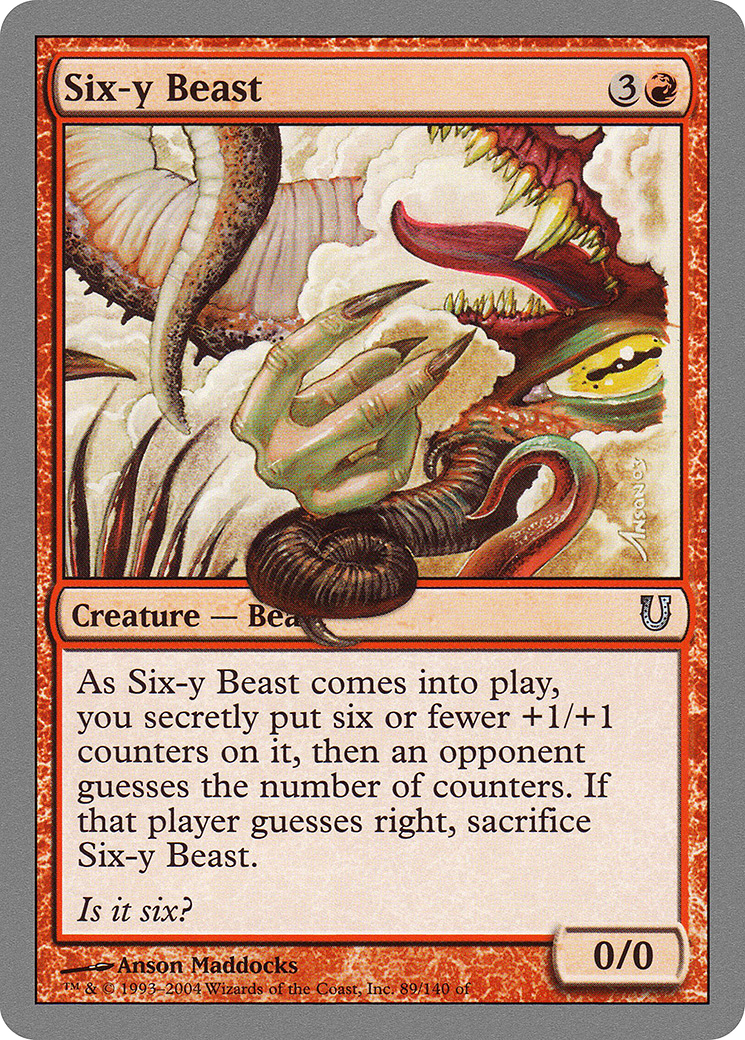 Six-y Beast 3
ANSON 03
Creature — Bea
As Six-y Beast comes into play,
you secretly put six or fewer +1/+1
counters on it, then an opponent
guesses the number of counters. If
that player guesses right, sacrifice
Six-y Beast.
Is it six?
0/0
Anson Maddocks
™ & © 1993–2004 Wizards of the Coast, Inc. 89/140 of